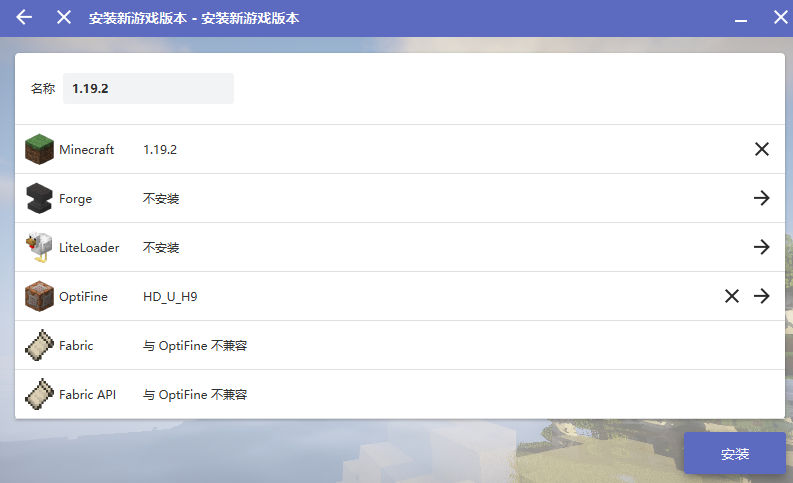 安装新游戏版本 - 安装新游戏版本
名称 1.19.2
Minecraft 1.19.2
Forge 不安装
LiteLoader 不安装
OptiFine HD_U_H9
Fabric 与 OptiFine 不兼容
Fabric API 与 OptiFine 不兼容
安装